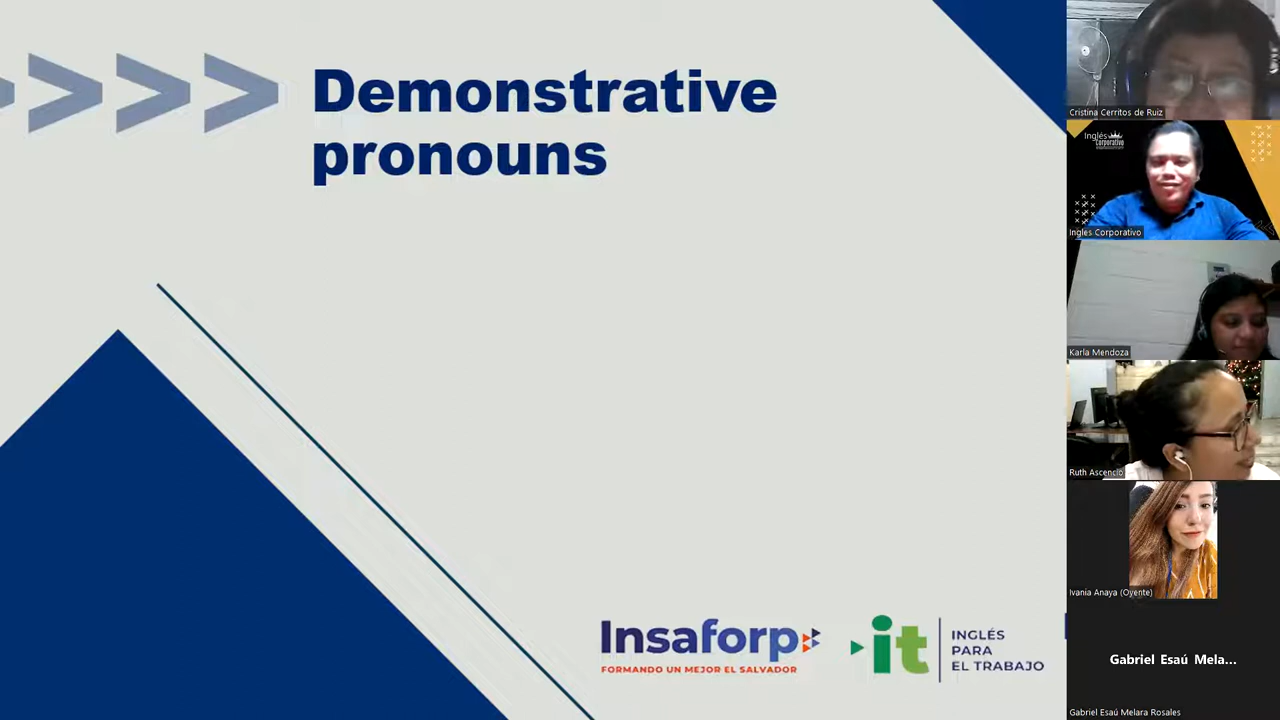 Demonstrative
pronouns
Insaforp
FORMANDO UN MEJOR EL SALVADOR
it
INGLÉS
PARA
EL TRABAJO
Cristina Cerritos de Ruiz
Inglés
Corporativo
Ingles Corporativo
Karla Mendoza
Ruth Ascencio
Ivania Anaya (Oyente)
Gabriel Esaú Mela...
Gabriel Esaú Melara Rosales